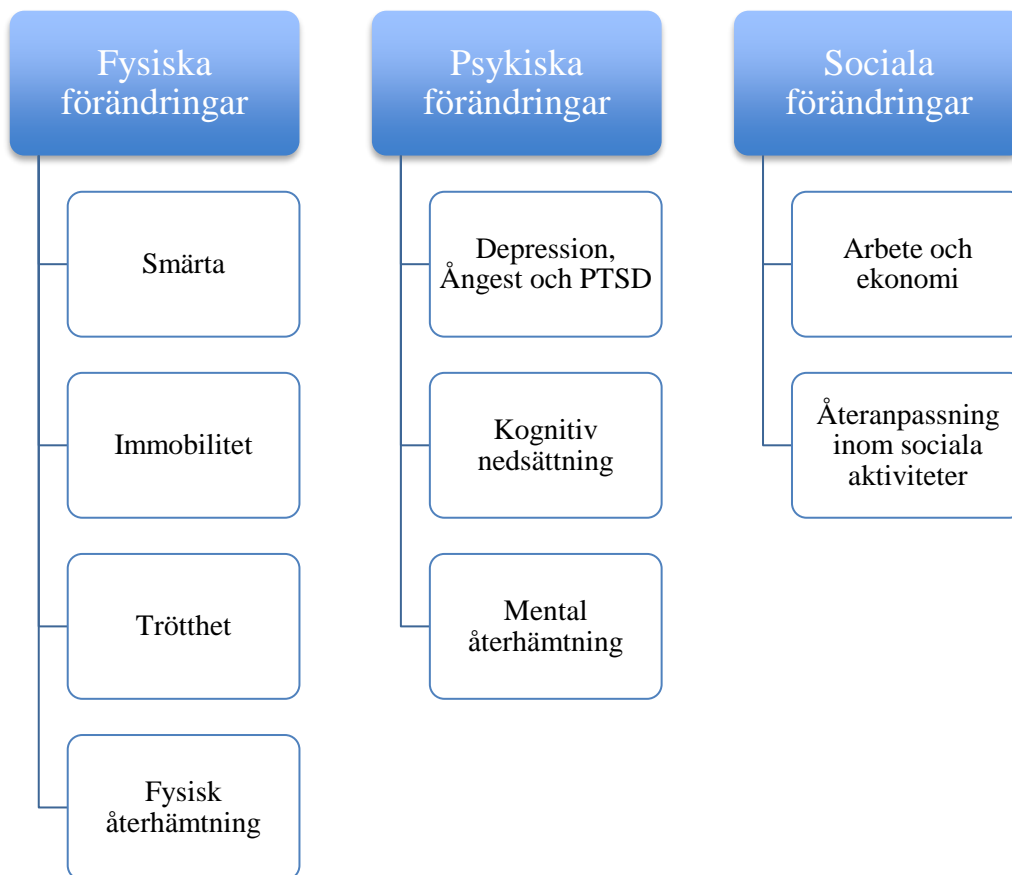 Fysiska
förändringar
Smärta
Immobilitet
Trötthet
Fysisk
återhämtning
Psykiska
förändringar
Depression,
Ångest och PTSD
Kognitiv
nedsättning
Mental
återhämtning
Sociala
förändringar
Arbete och
ekonomi
Återanpassning
inom sociala
aktiviteter